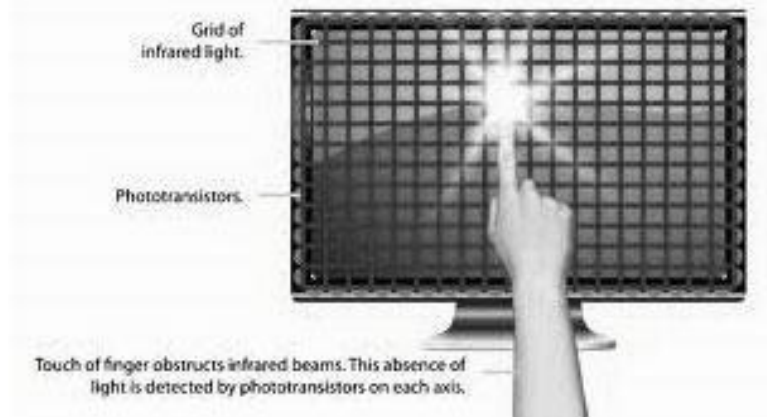 Grid of
infrared light.
Phototransistors.
Touch of finger obstructs infrared beams. This absence of
light is detected by phototransistors on each axis.